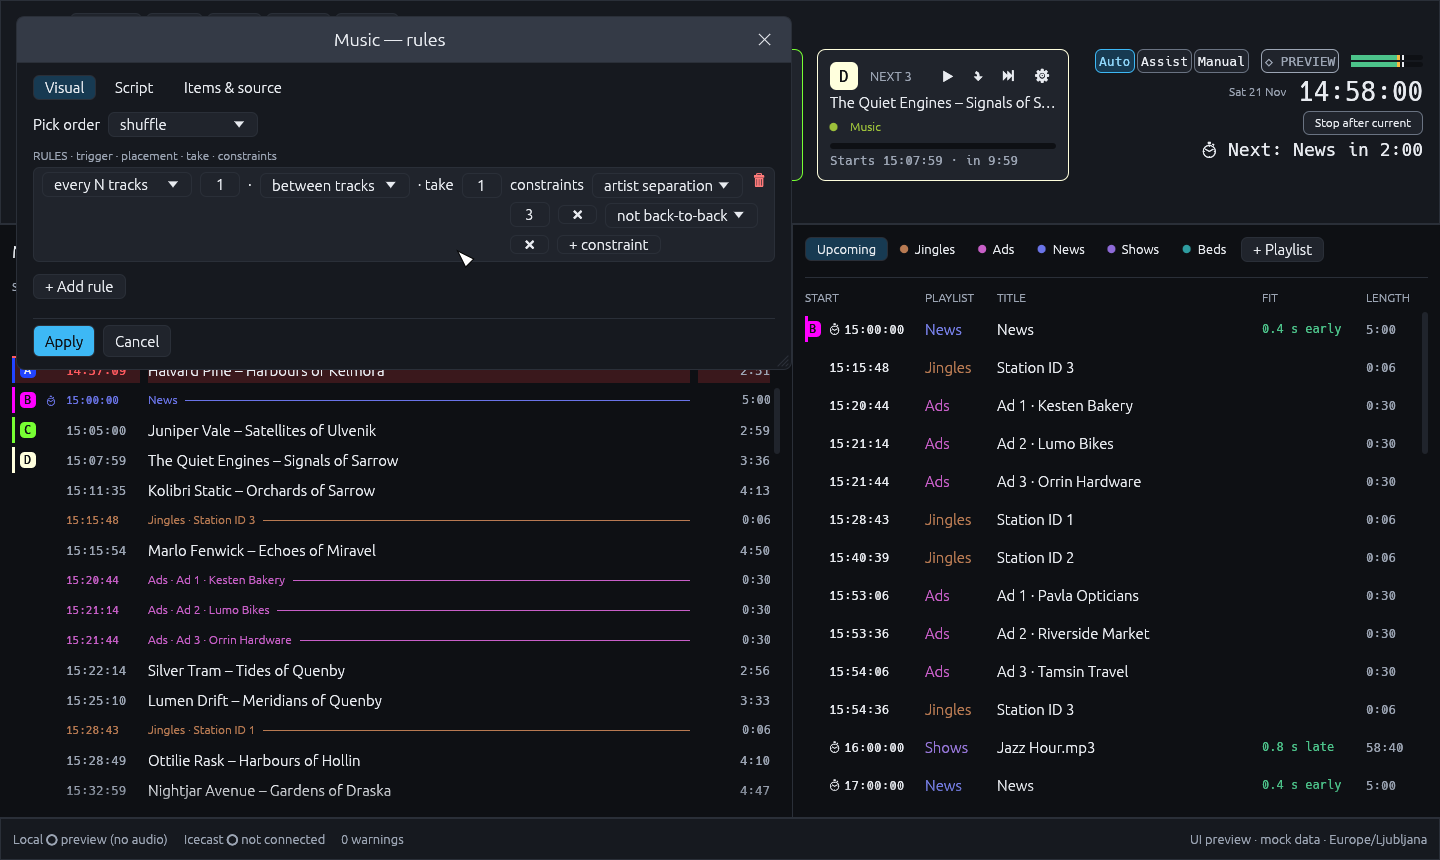 Music — rules
Visual Script Items & source
Pick order shuffle
RULES · trigger · placement · take · constraints
every N tracks 1 · between tracks · take 1 constraints artist separation
3 × not back-to-back
× + constraint
+ Add rule
Apply Cancel
D NEXT 3
The Quiet Engines – Signals of S…
Music
Starts 15:07:59 · in 9:59
Auto Assist Manual ◇ PREVIEW
Sat 21 Nov 14:58:00
Stop after current
Next: News in 2:00
A 14:57:09 Halvard Pine – Harbours of Kelmora 2:51
B 15:00:00 News 5:00
C 15:05:00 Juniper Vale – Satellites of Ulvenik 2:59
D 15:07:59 The Quiet Engines – Signals of Sarrow 3:36
15:11:35 Kolibri Static – Orchards of Sarrow 4:13
15:15:48 Jingles · Station ID 3 0:06
15:15:54 Marlo Fenwick – Echoes of Miravel 4:50
15:20:44 Ads · Ad 1 · Kesten Bakery 0:30
15:21:14 Ads · Ad 2 · Lumo Bikes 0:30
15:21:44 Ads · Ad 3 · Orrin Hardware 0:30
15:22:14 Silver Tram – Tides of Quenby 2:56
15:25:10 Lumen Drift – Meridians of Quenby 3:33
15:28:43 Jingles · Station ID 1 0:06
15:28:49 Ottilie Rask – Harbours of Hollin 4:10
15:32:59 Nightjar Avenue – Gardens of Draska 4:47
Upcoming Jingles Ads News Shows Beds + Playlist
START PLAYLIST TITLE FIT LENGTH
B 15:00:00 News News 0.4 s early 5:00
15:15:48 Jingles Station ID 3 0:06
15:20:44 Ads Ad 1 · Kesten Bakery 0:30
15:21:14 Ads Ad 2 · Lumo Bikes 0:30
15:21:44 Ads Ad 3 · Orrin Hardware 0:30
15:28:43 Jingles Station ID 1 0:06
15:40:39 Jingles Station ID 2 0:06
15:53:06 Ads Ad 1 · Pavla Opticians 0:30
15:53:36 Ads Ad 2 · Riverside Market 0:30
15:54:06 Ads Ad 3 · Tamsin Travel 0:30
15:54:36 Jingles Station ID 3 0:06
16:00:00 Shows Jazz Hour.mp3 0.8 s late 58:40
17:00:00 News News 0.4 s early 5:00
Local preview (no audio) Icecast not connected 0 warnings
UI preview · mock data · Europe/Ljubljana